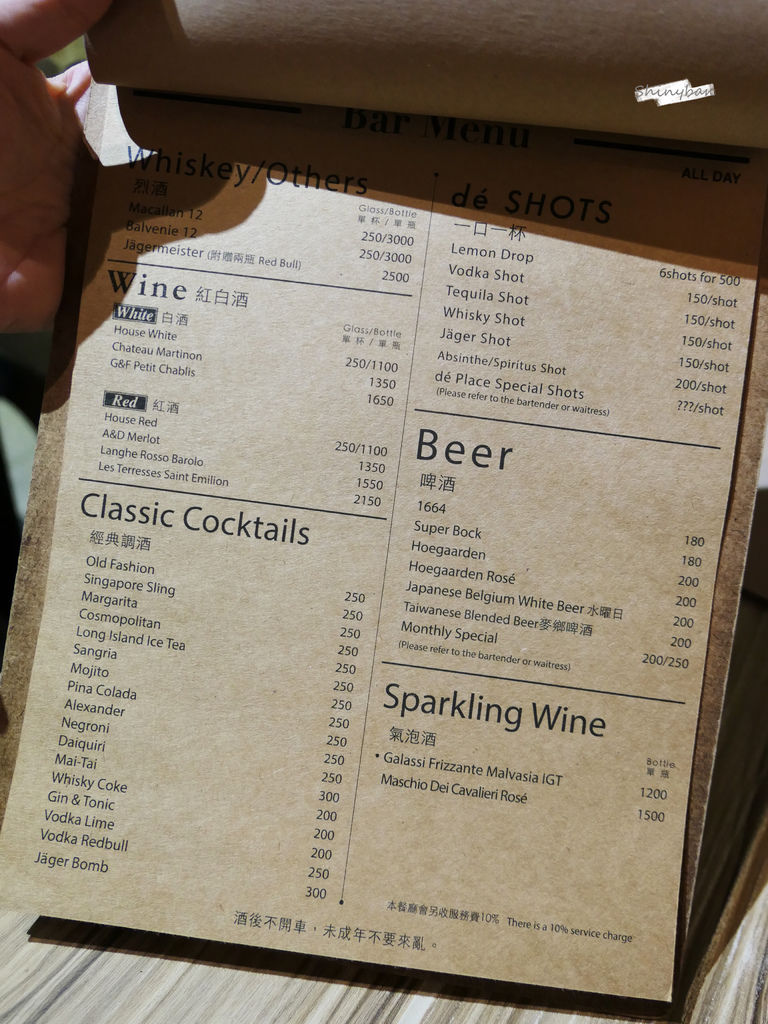 Shinyban
Bar Menu
ALL DAY
Whiskey/Others
烈酒
Glass/Bottle
單杯 / 單瓶
Macallan 12 250/3000
Balvenie 12 250/3000
Jägermeister (附贈兩瓶 Red Bull) 2500
Wine 紅白酒
White 白酒
Glass/Bottle
單杯 / 單瓶
House White 250/1100
Chateau Martinon 1350
G&F Petit Chablis 1650
Red 紅酒
House Red 250/1100
A&D Merlot 1350
Langhe Rosso Barolo 1550
Les Terresses Saint Emilion 2150
Classic Cocktails
經典調酒
Old Fashion 250
Singapore Sling 250
Margarita 250
Cosmopolitan 250
Long Island Ice Tea 250
Sangria 250
Mojito 250
Pina Colada 250
Alexander 250
Negroni 250
Daiquiri 250
Mai-Tai 300
Whisky Coke 200
Gin & Tonic 200
Vodka Lime 200
Vodka Redbull 250
Jäger Bomb 300
dé SHOTS
一口一杯
Lemon Drop 6shots for 500
Vodka Shot 150/shot
Tequila Shot 150/shot
Whisky Shot 150/shot
Jäger Shot 150/shot
Absinthe/Spiritus Shot 200/shot
dé Place Special Shots ???/shot
(Please refer to the bartender or waitress)
Beer
啤酒
1664 180
Super Bock 180
Hoegaarden 200
Hoegaarden Rosé 200
Japanese Belgium White Beer 水曜日 200
Taiwanese Blended Beer麥鄉啤酒 200
Monthly Special 200/250
(Please refer to the bartender or waitress)
Sparkling Wine
氣泡酒
Bottle
單瓶
• Galassi Frizzante Malvasia IGT 1200
Maschio Dei Cavalieri Rosé 1500
本餐廳會另收服務費10% There is a 10% service charge
酒後不開車，未成年不要來亂。